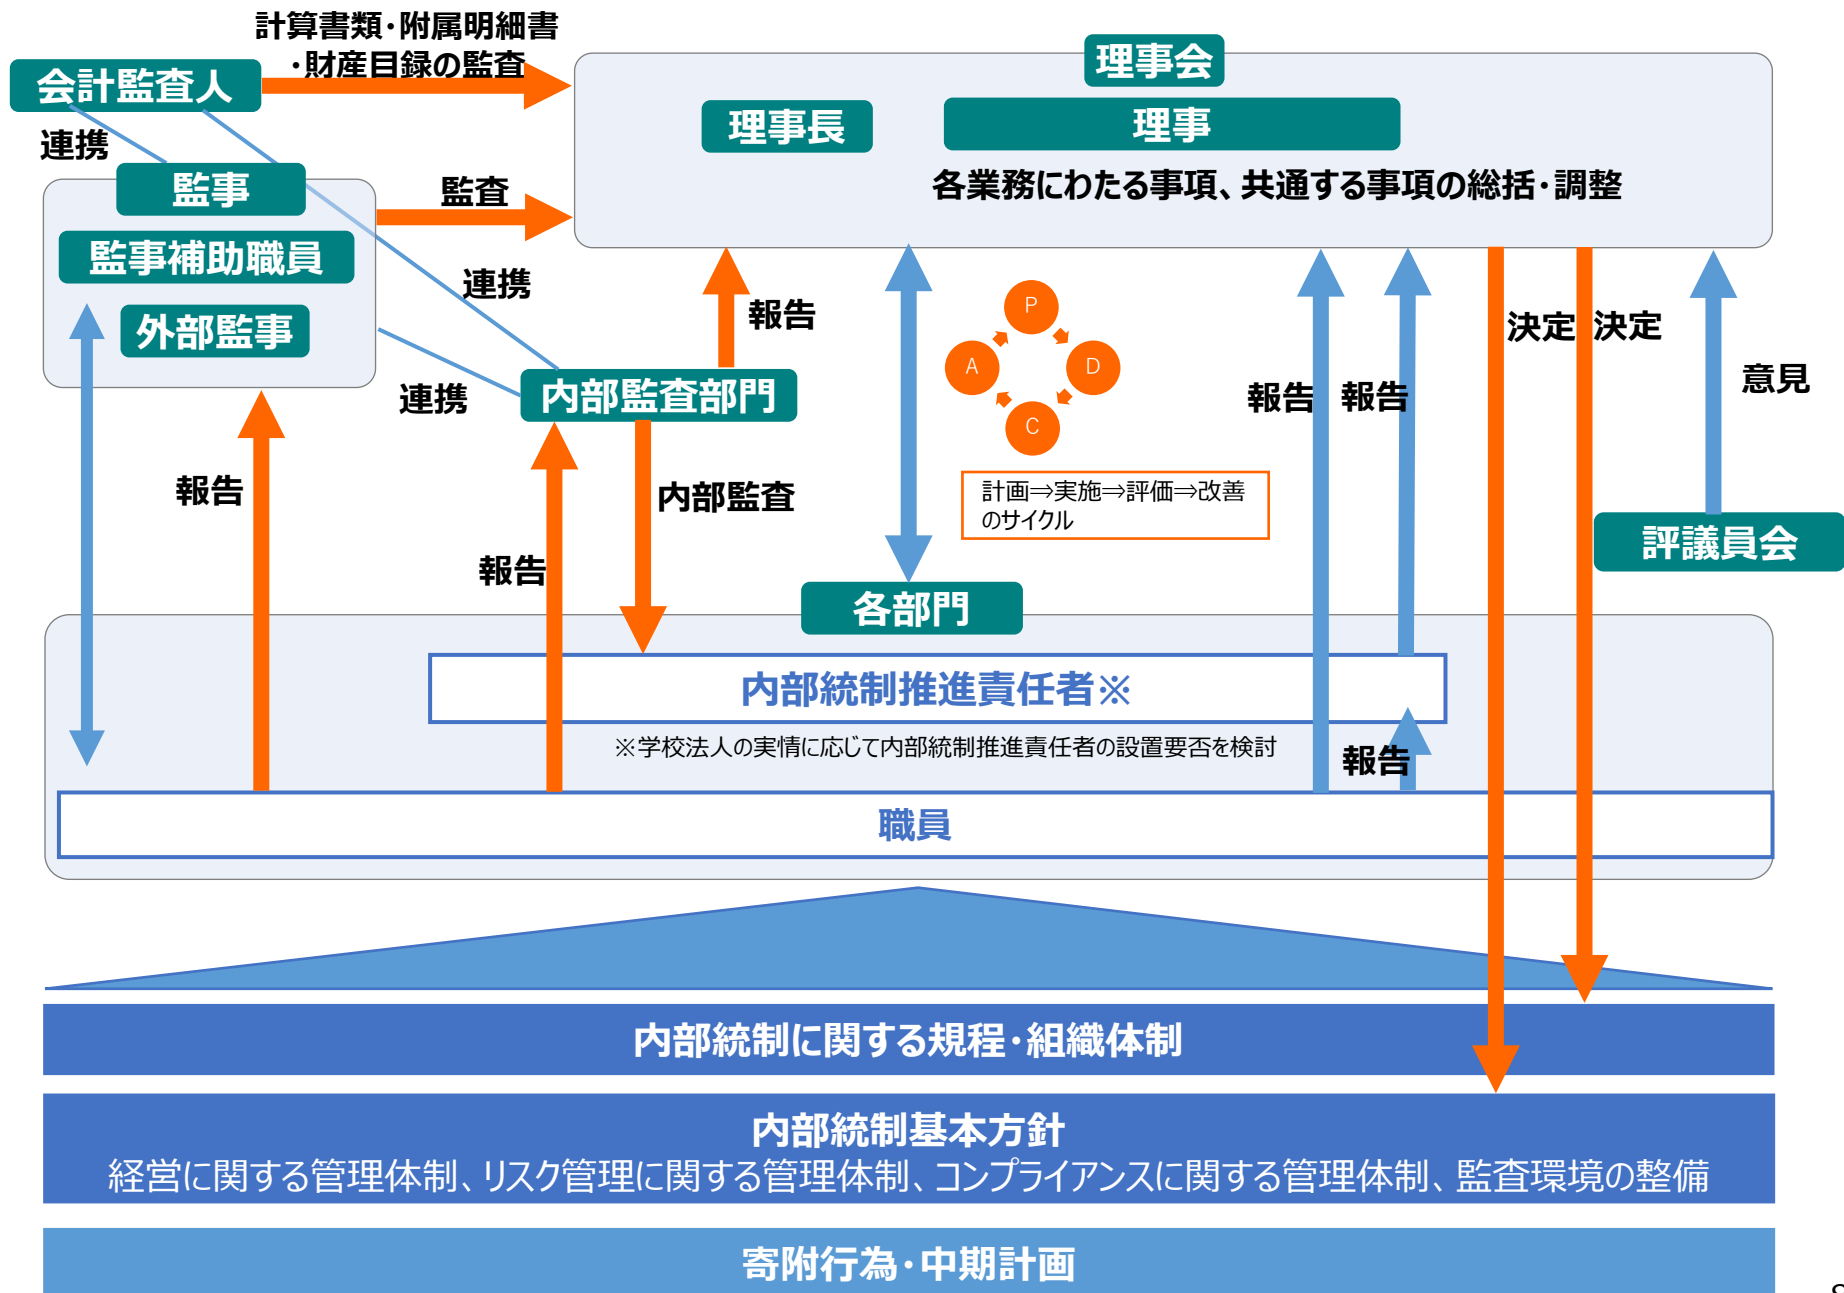 計算書類・附属明細書
・財産目録の監査
会計監査人
連携
監事
監事補助職員
外部監事
監査
連携
連携
理事会
理事長
理事
各業務にわたる事項、共通する事項の総括・調整
報告
内部監査部門
P
A
D
C
計画⇒実施⇒評価⇒改善
のサイクル
報告
報告
決定
決定
意見
評議員会
報告
報告
内部監査
各部門
内部統制推進責任者※
※学校法人の実情に応じて内部統制推進責任者の設置要否を検討
報告
職員
内部統制に関する規程・組織体制
内部統制基本方針
経営に関する管理体制、リスク管理に関する管理体制、コンプライアンスに関する管理体制、監査環境の整備
寄附行為・中期計画